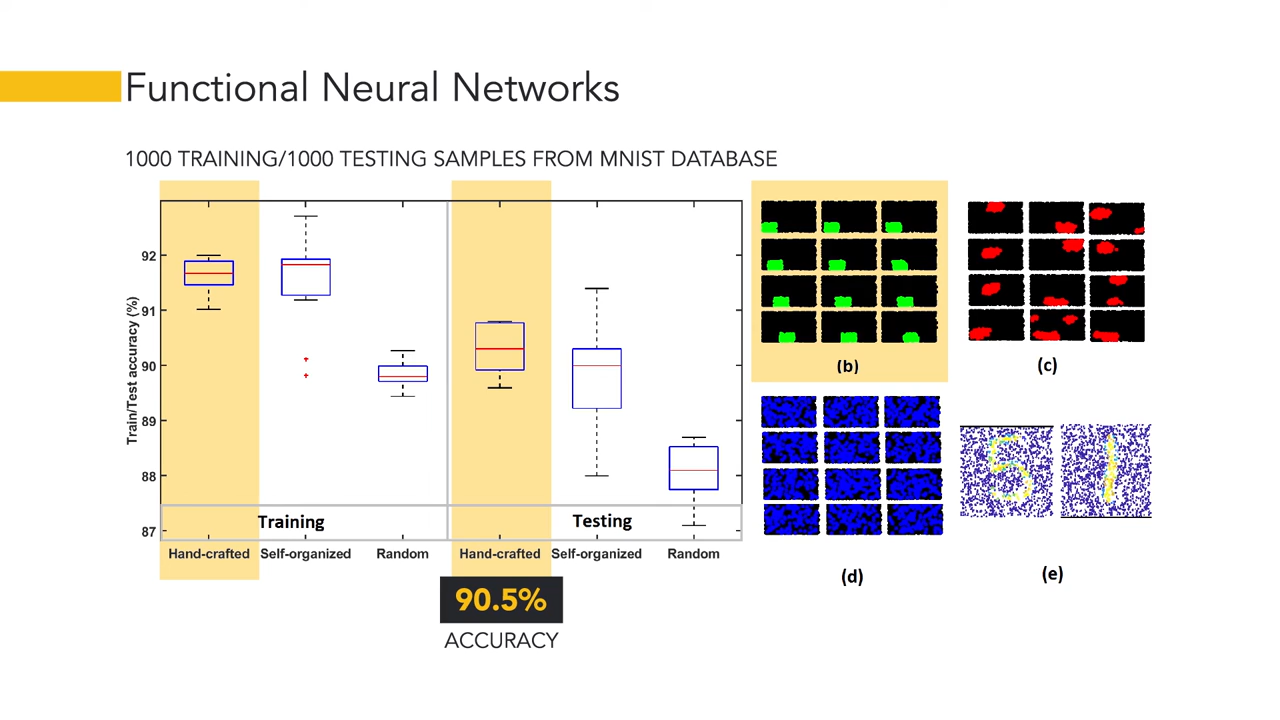 Functional Neural Networks
1000 TRAINING/1000 TESTING SAMPLES FROM MNIST DATABASE
Train/Test accuracy (%)
92
91
90
89
88
87
Training
Testing
Hand-crafted Self-organized Random Hand-crafted Self-organized Random
90.5%
ACCURACY
(b)
(c)
(d)
(e)